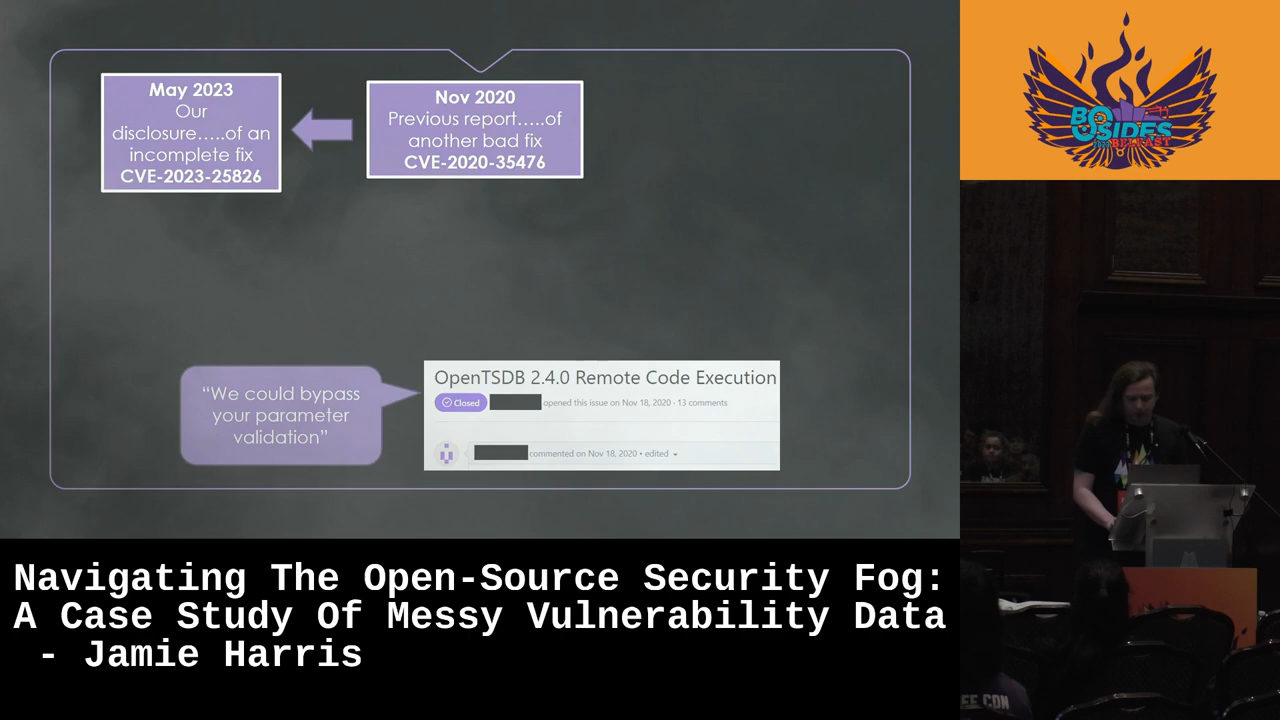 May 2023
Our
disclosure…..of an
incomplete fix
CVE-2023-25826
Nov 2020
Previous report…..of
another bad fix
CVE-2020-35476
“We could bypass
your parameter
validation”
OpenTSDB 2.4.0 Remote Code Execution
Closed
opened this issue on Nov 18, 2020 · 13 comments
commented on Nov 18, 2020 • edited
Navigating The Open-Source Security Fog:
A Case Study Of Messy Vulnerability Data
- Jamie Harris
BSIDES
BELFAST